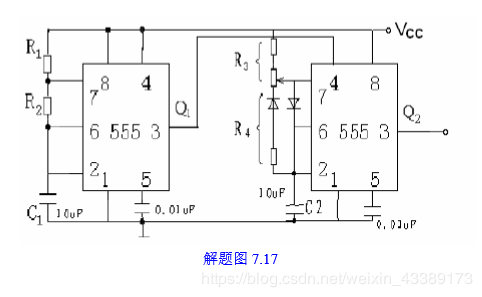 Vcc
R1
R3
8 4
4 8
7
7
Q1
Q2
R2
6 555 3
6 555 3
R4
2
2
1 5
1 5
10uF
C1
10uF
0.01uF
C2
0.01uF
解题图 7.17
https://blog.csdn.net/weixin_43389173